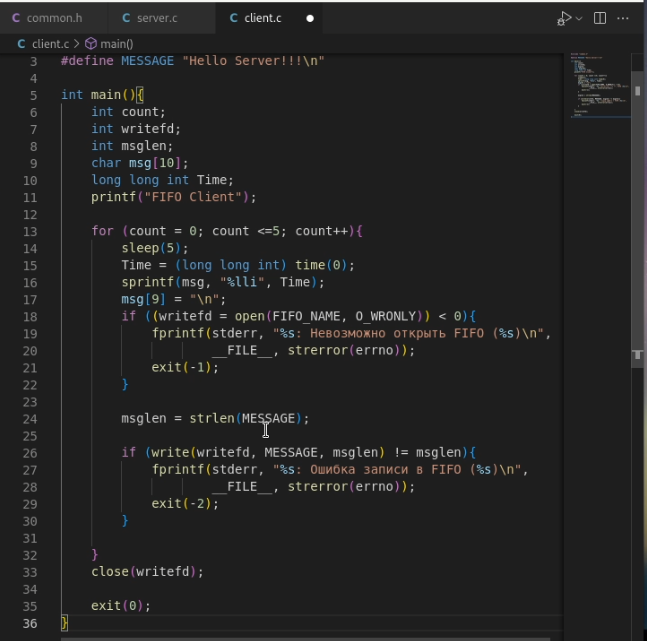 common.h server.c client.c
client.c > main()
3 #define MESSAGE "Hello Server!!!\n"
4
5 int main(){
6 int count;
7 int writefd;
8 int msglen;
9 char msg[10];
10 long long int Time;
11 printf("FIFO Client");
12
13 for (count = 0; count <=5; count++){
14 sleep(5);
15 Time = (long long int) time(0);
16 sprintf(msg, "%lli", Time);
17 msg[9] = "\n";
18 if ((writefd = open(FIFO_NAME, O_WRONLY)) < 0){
19 fprintf(stderr, "%s: Невозможно открыть FIFO (%s)\n",
20 __FILE__, strerror(errno));
21 exit(-1);
22 }
23
24 msglen = strlen(MESSAGE);
25
26 if (write(writefd, MESSAGE, msglen) != msglen){
27 fprintf(stderr, "%s: Ошибка записи в FIFO (%s)\n",
28 __FILE__, strerror(errno));
29 exit(-2);
30 }
31
32 }
33 close(writefd);
34
35 exit(0);
36 }